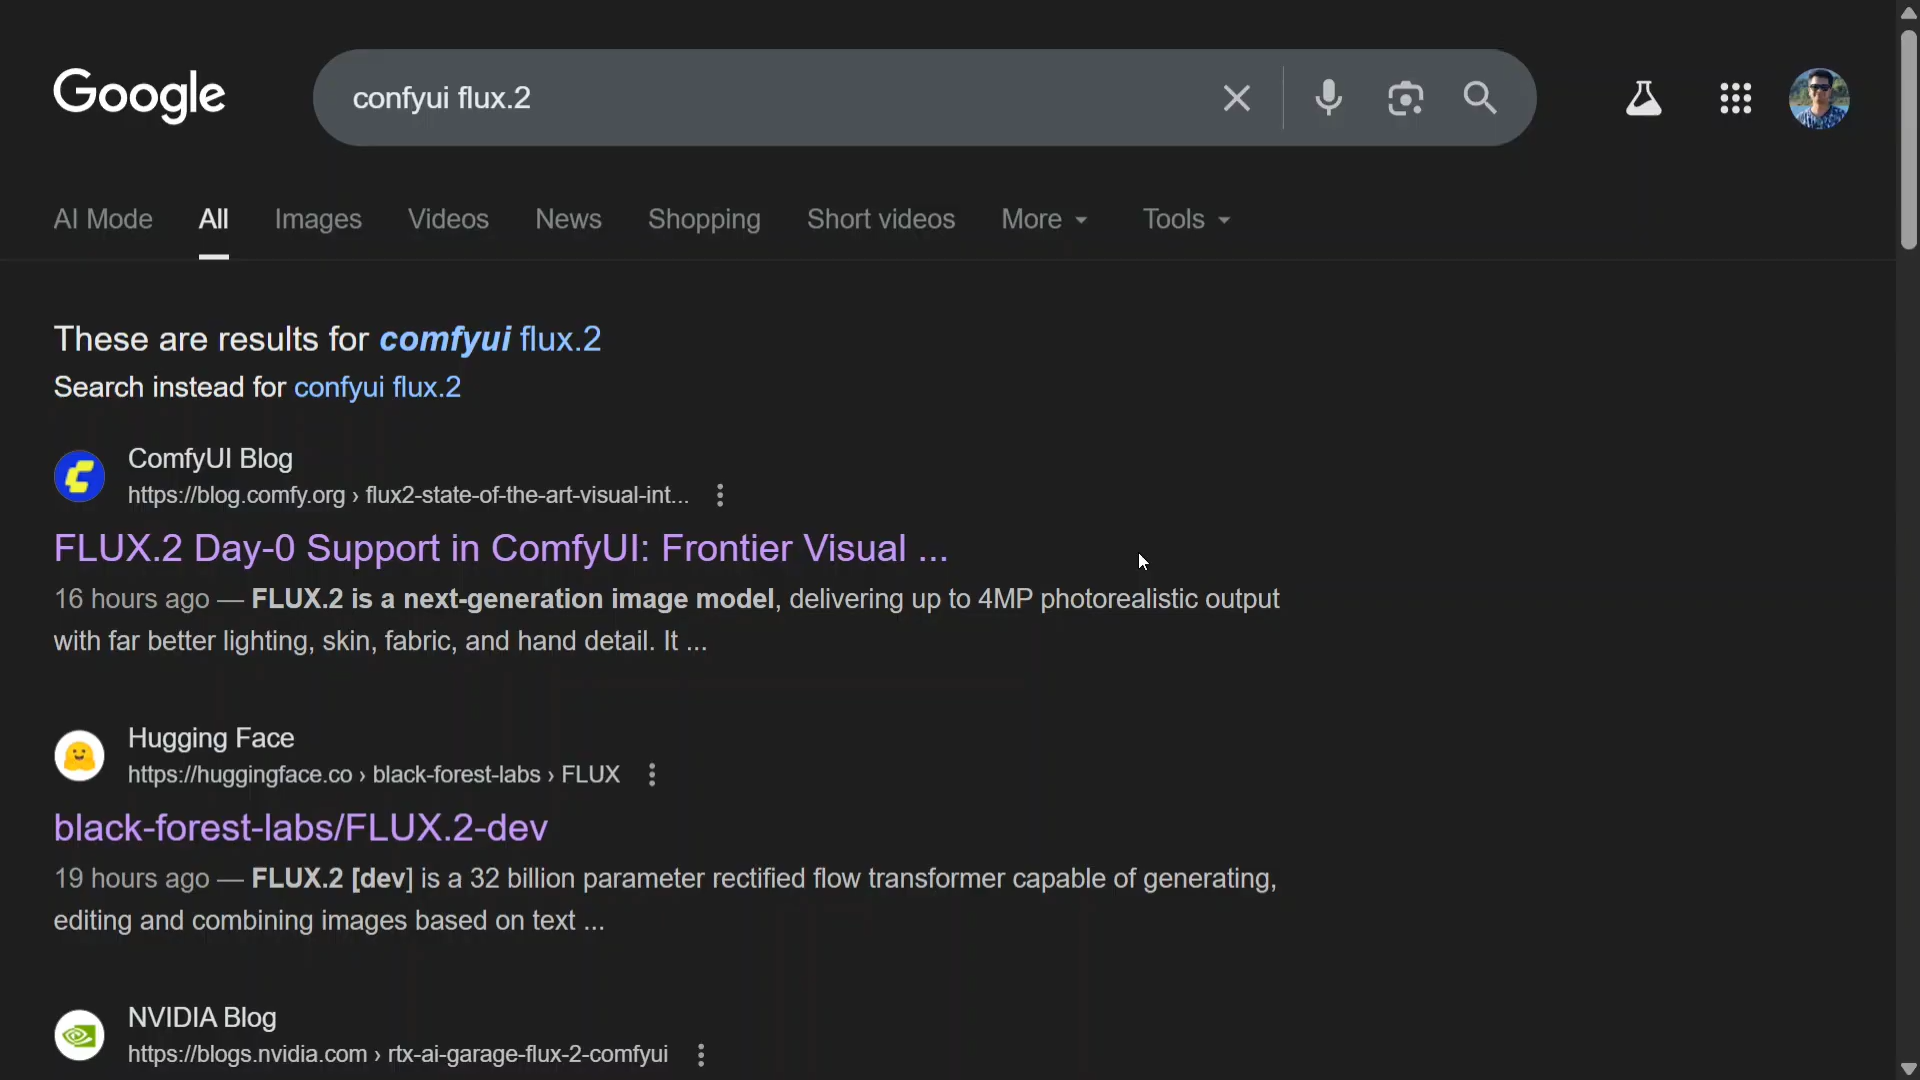 Google
confyui flux.2
AI Mode All Images Videos News Shopping Short videos More Tools
These are results for comfyui flux.2
Search instead for confyui flux.2
ComfyUI Blog
https://blog.comfy.org › flux2-state-of-the-art-visual-int...
FLUX.2 Day-0 Support in ComfyUI: Frontier Visual ...
16 hours ago — FLUX.2 is a next-generation image model, delivering up to 4MP photorealistic output
with far better lighting, skin, fabric, and hand detail. It ...
Hugging Face
https://huggingface.co › black-forest-labs › FLUX
black-forest-labs/FLUX.2-dev
19 hours ago — FLUX.2 [dev] is a 32 billion parameter rectified flow transformer capable of generating,
editing and combining images based on text ...
NVIDIA Blog
https://blogs.nvidia.com › rtx-ai-garage-flux-2-comfyui